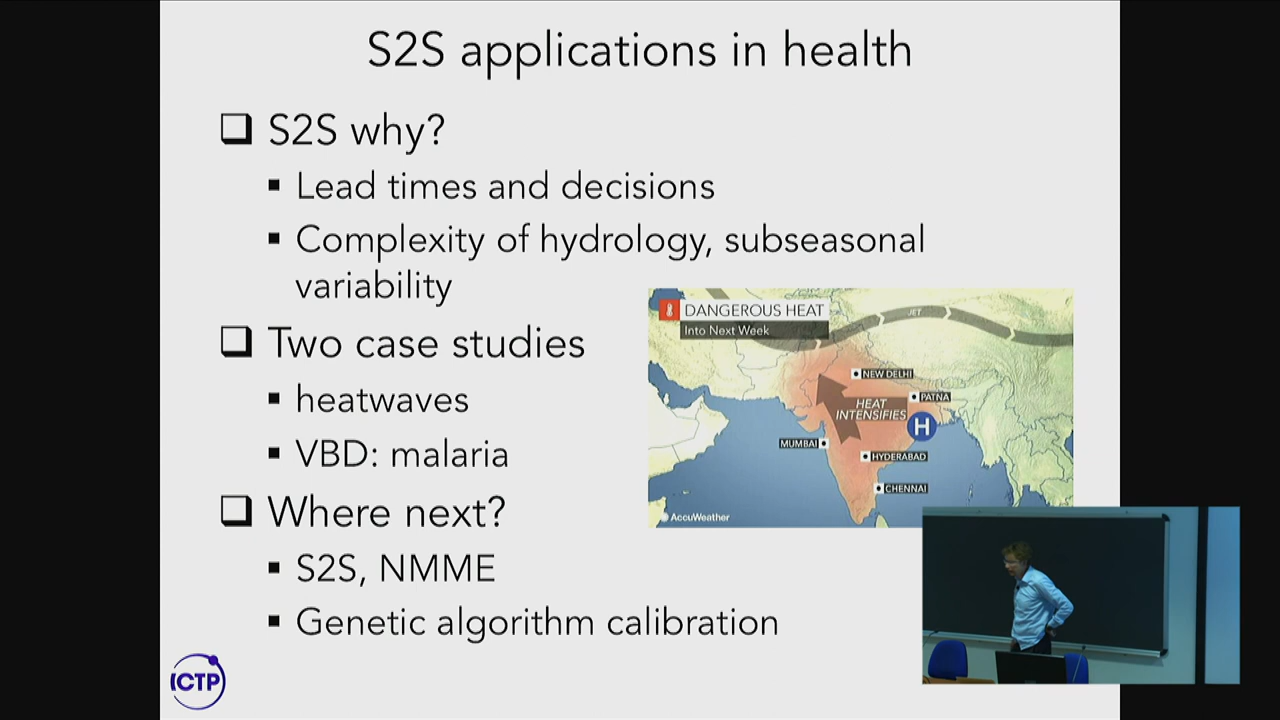 S2S applications in health
❑ S2S why?
▪ Lead times and decisions
▪ Complexity of hydrology, subseasonal
variability
❑ Two case studies
▪ heatwaves
▪ VBD: malaria
❑ Where next?
▪ S2S, NMME
▪ Genetic algorithm calibration
DANGEROUS HEAT
Into Next Week
JET
NEW DELHI
PATNA
HEAT
INTENSIFIES
H
MUMBAI
HYDERABAD
CHENNAI
AccuWeather
ICTP